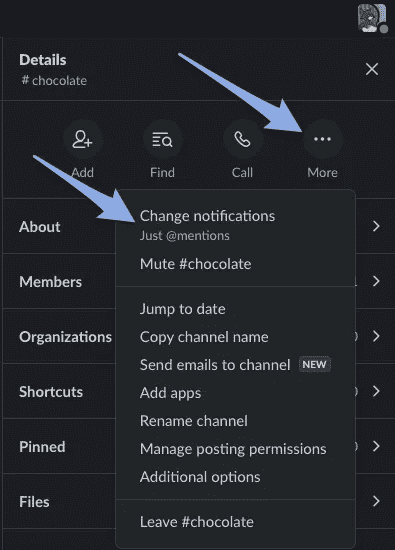 Details
# chocolate
Add
Find
Call
More
Change notifications
Just @mentions
Mute #chocolate
About
Members
Organizations
Shortcuts
Pinned
Files
Jump to date
Copy channel name
Send emails to channel NEW
Add apps
Rename channel
Manage posting permissions
Additional options
Leave #chocolate